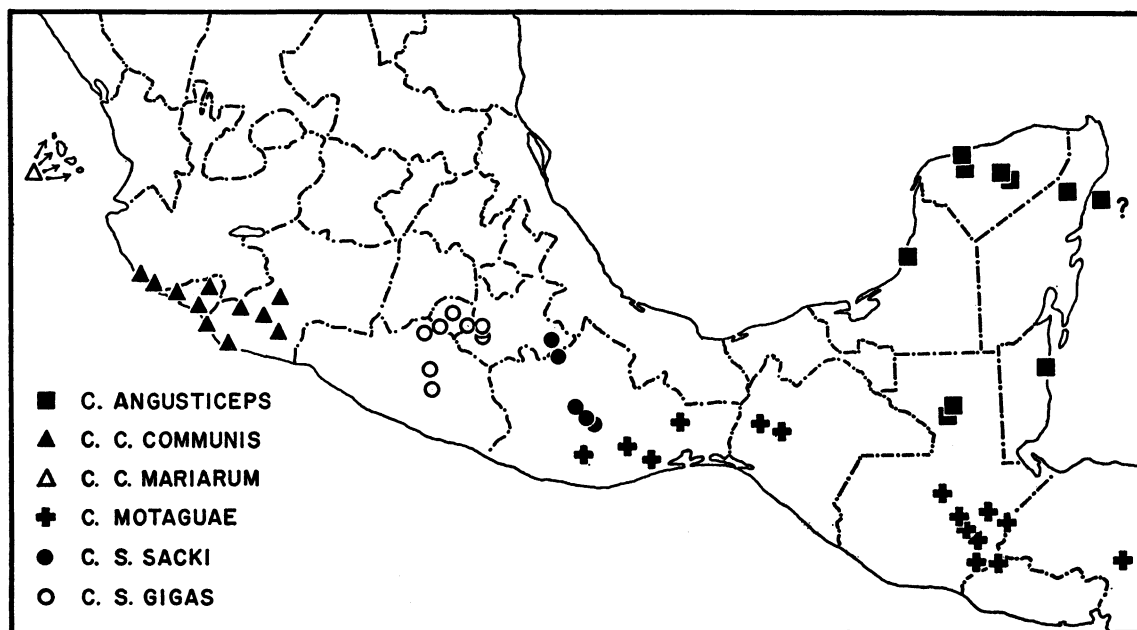 ?
C. ANGUSTICEPS
C. C. COMMUNIS
C. C. MARIARUM
C. MOTAGUAE
C. S. SACKI
C. S. GIGAS